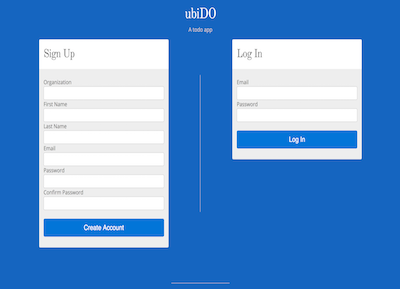 ubiDO
A todo app
Sign Up
Organization
First Name
Last Name
Email
Password
Confirm Password
Create Account
Log In
Email
Password
Log In